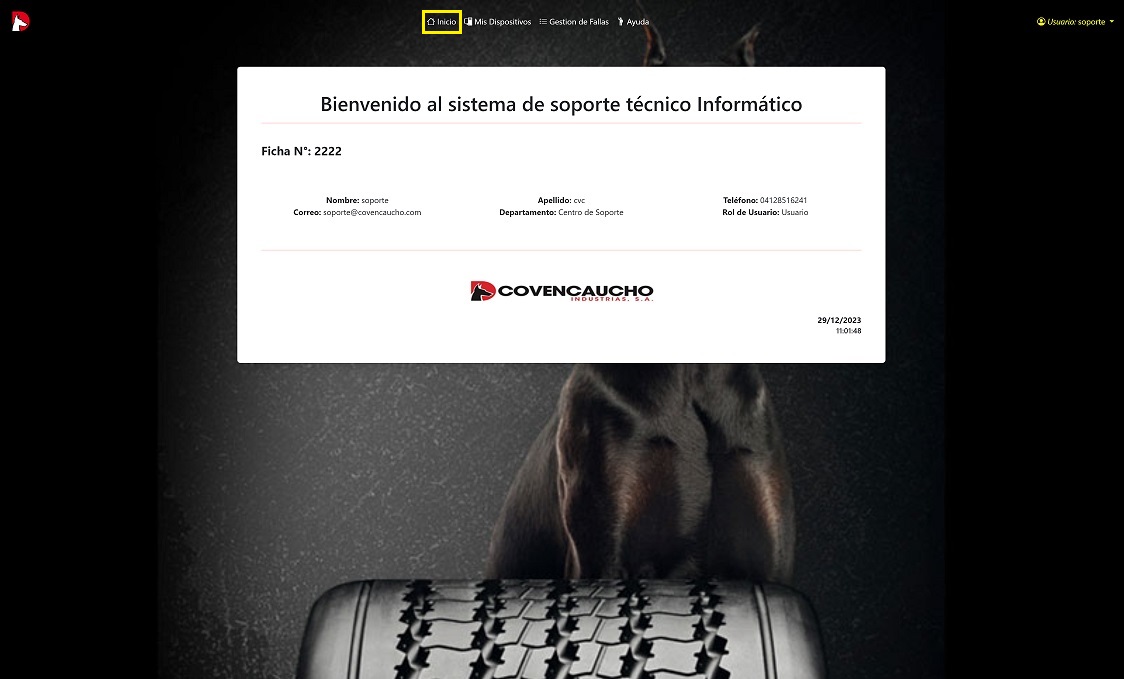 Inicio Mis Dispositivos Gestion de Fallas Ayuda Usuario: soporte
Bienvenido al sistema de soporte técnico Informático
Ficha N°: 2222
Nombre: soporte Apellido: cvc Teléfono: 04128516241
Correo: soporte@covencaucho.com Departamento: Centro de Soporte Rol de Usuario: Usuario
COVENCAUCHO
INDUSTRIAS, S.A.
29/12/2023
11:01:48